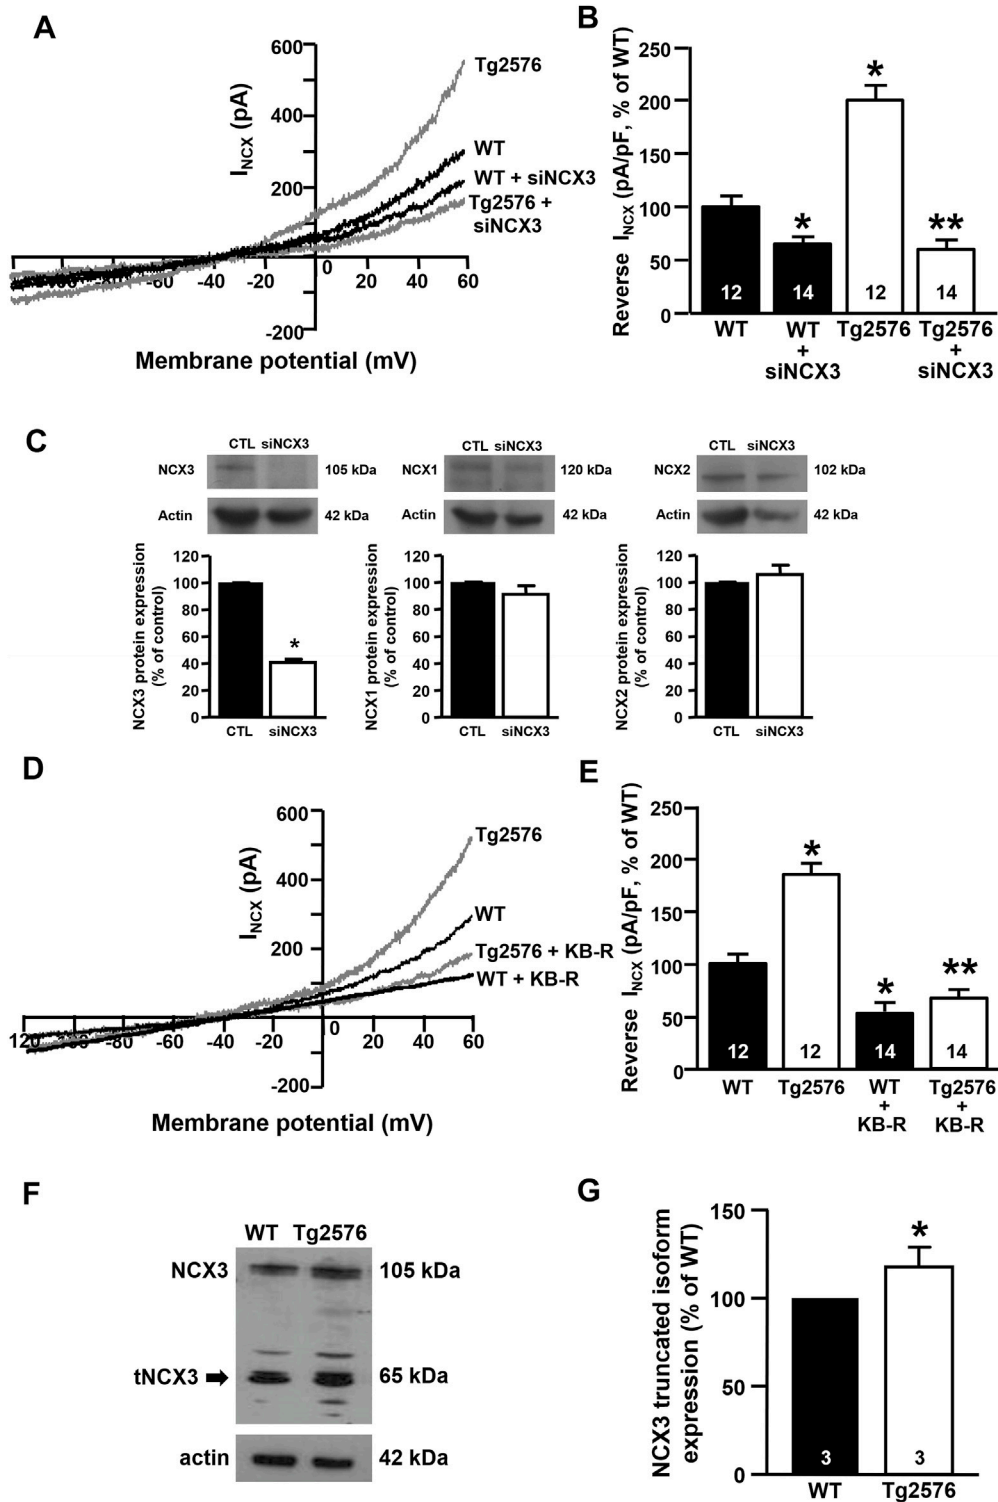 A
600
400
200
-200
I_NCX (pA)
Tg2576
WT
WT + siNCX3
Tg2576 +
siNCX3
-80
-60
-40
-20
0
20
40
60
Membrane potential (mV)
B
Reverse I_NCX (pA/pF, % of WT)
250
200
150
100
50
0
*
*
**
12
14
12
14
WT
WT
+
siNCX3
Tg2576
Tg2576
+
siNCX3
C
CTL siNCX3
NCX3
105 kDa
Actin
42 kDa
NCX3 protein expression
(% of control)
120
100
80
60
40
20
0
*
CTL
siNCX3
CTL siNCX3
NCX1
120 kDa
Actin
42 kDa
NCX1 protein expression
(% of control)
120
100
80
60
40
20
0
CTL
siNCX3
CTL siNCX3
NCX2
102 kDa
Actin
42 kDa
NCX2 protein expression
(% of control)
120
100
80
60
40
20
0
CTL
siNCX3
D
600
400
200
-200
I_NCX (pA)
Tg2576
WT
Tg2576 + KB-R
WT + KB-R
120
-80
-60
-40
-20
0
20
40
60
Membrane potential (mV)
E
Reverse I_NCX (pA/pF, % of WT)
250
200
150
100
50
0
*
*
**
12
12
14
14
WT
Tg2576
WT
+
KB-R
Tg2576
+
KB-R
F
WT Tg2576
NCX3
105 kDa
tNCX3
65 kDa
actin
42 kDa
G
NCX3 truncated isoform
expression (% of WT)
150
100
50
0
*
3
3
WT
Tg2576